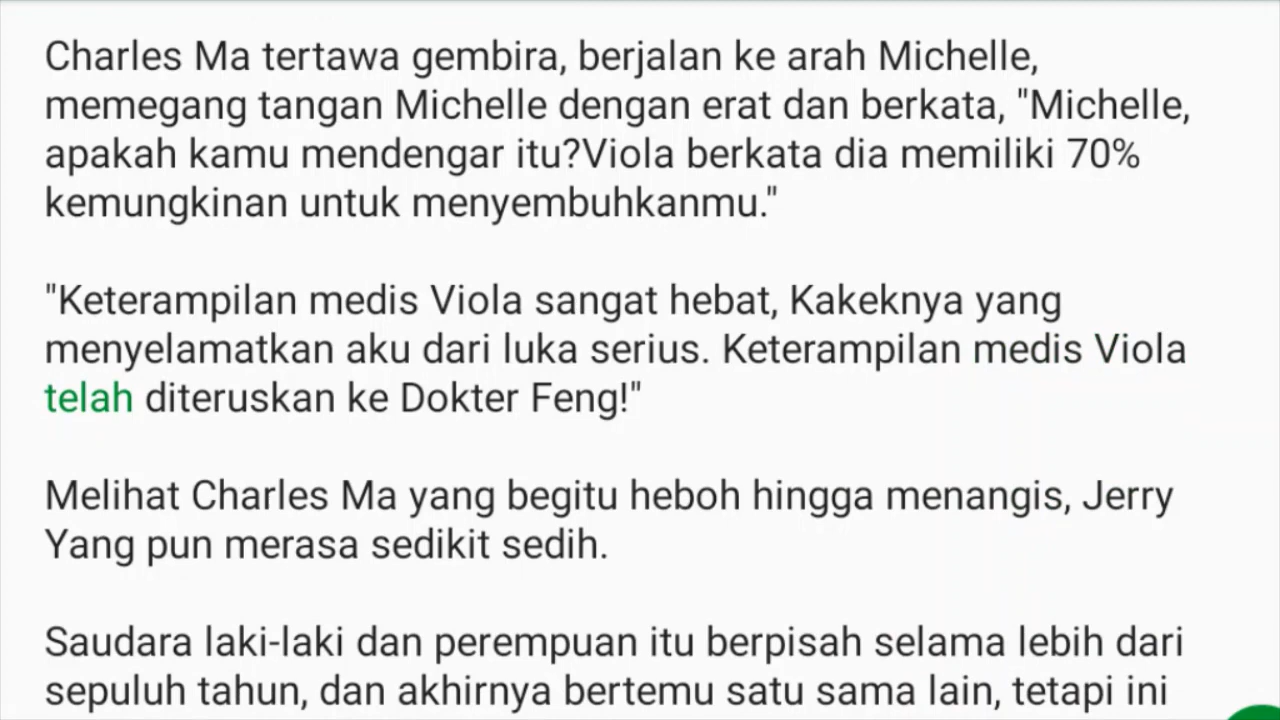 Charles Ma tertawa gembira, berjalan ke arah Michelle,
memegang tangan Michelle dengan erat dan berkata, "Michelle,
apakah kamu mendengar itu?Viola berkata dia memiliki 70%
kemungkinan untuk menyembuhkanmu."
"Keterampilan medis Viola sangat hebat, Kakeknya yang
menyelamatkan aku dari luka serius. Keterampilan medis Viola
telah diteruskan ke Dokter Feng!"
Melihat Charles Ma yang begitu heboh hingga menangis, Jerry
Yang pun merasa sedikit sedih.
Saudara laki-laki dan perempuan itu berpisah selama lebih dari
sepuluh tahun, dan akhirnya bertemu satu sama lain, tetapi ini